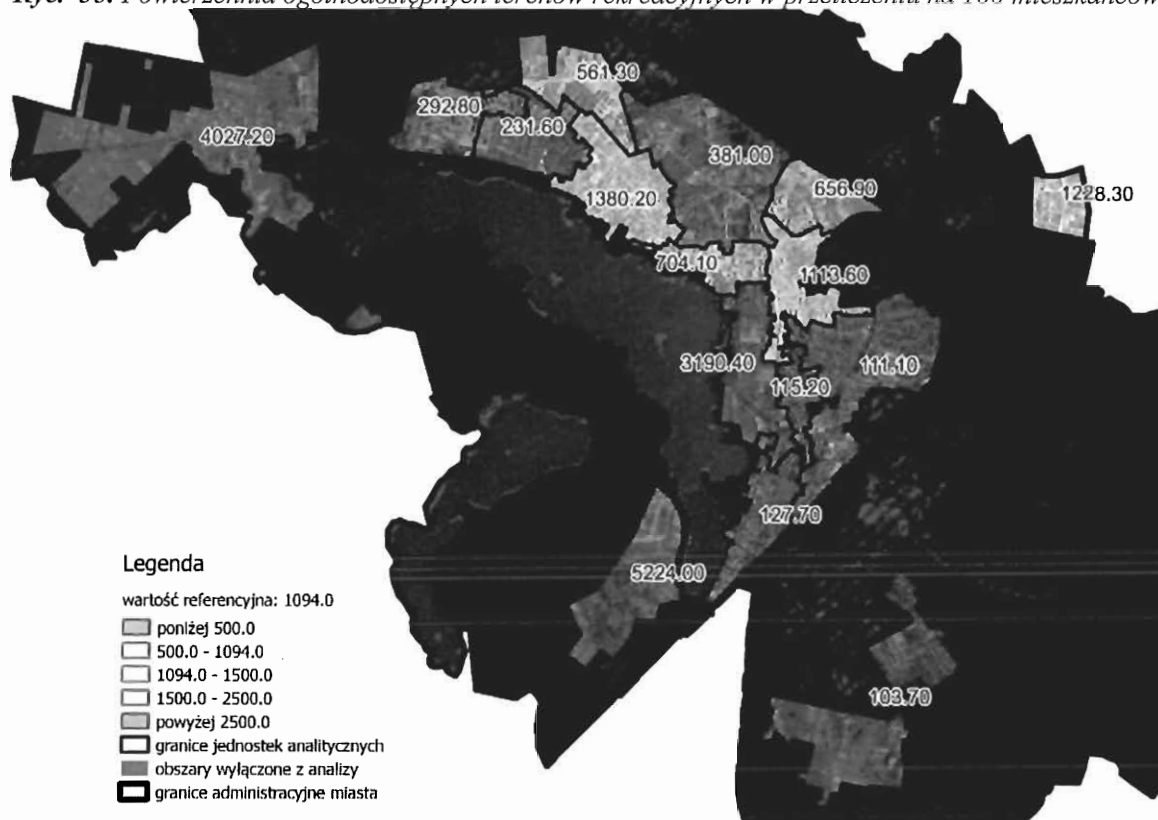 Powierzchnia ogólnodostępnych terenów rekreacyjnych w przeliczeniu na 100 mieszkańców
561.30
292.80
231.60
4027.20
381.00
656.90
1228.30
1380.20
704.10
1113.60
3190.40
111.10
115.20
127.70
5224.00
103.70
Legenda
wartość referencyjna: 1094.0
poniżej 500.0
500.0 - 1094.0
1094.0 - 1500.0
1500.0 - 2500.0
powyżej 2500.0
granice jednostek analitycznych
obszary wyłączone z analizy
granice administracyjne miasta